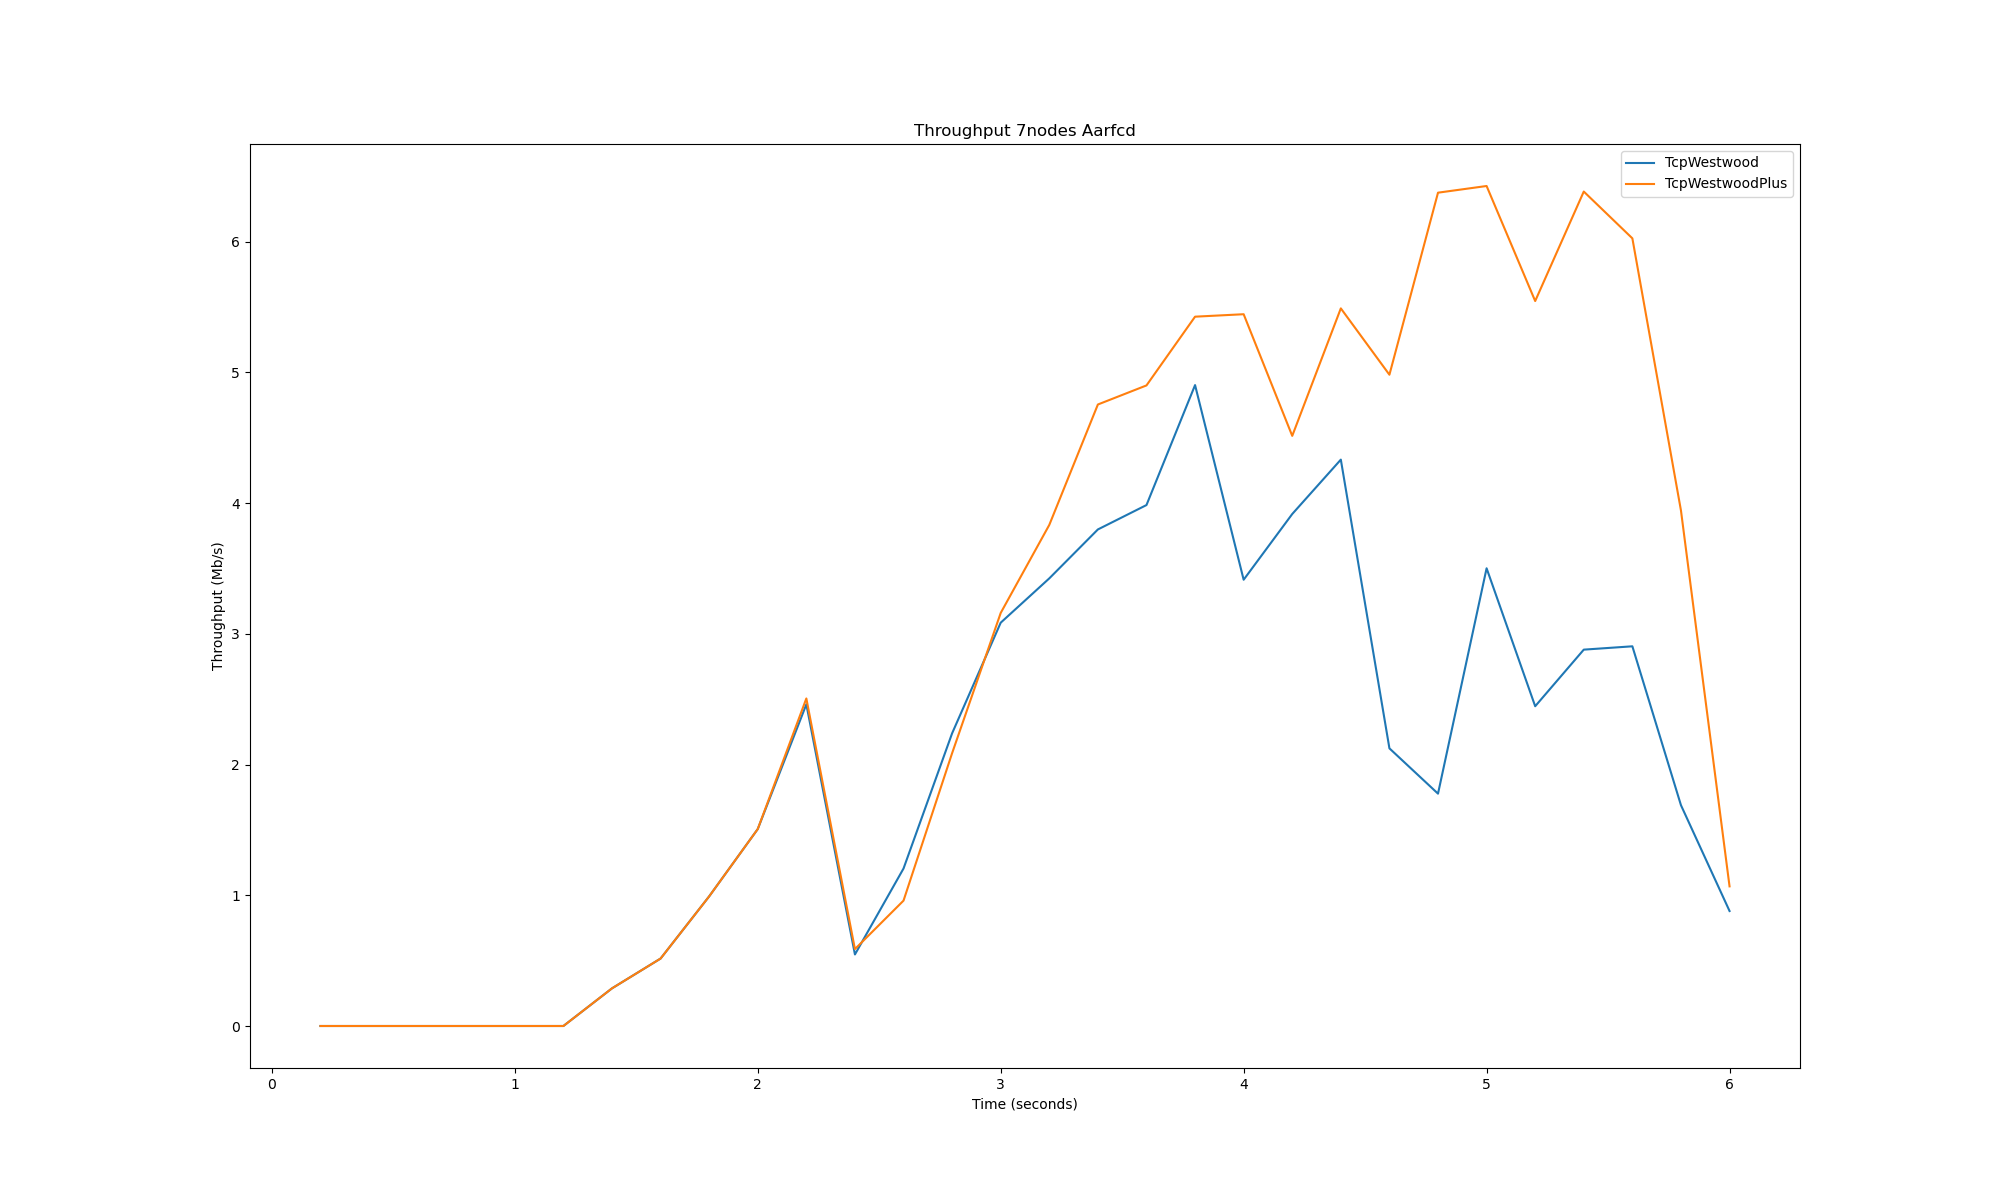 Throughput 7nodes Aarfcd
TcpWestwood
TcpWestwoodPlus
6
5
4
3
2
1
0
Throughput (Mb/s)
0 1 2 3 4 5 6
Time (seconds)